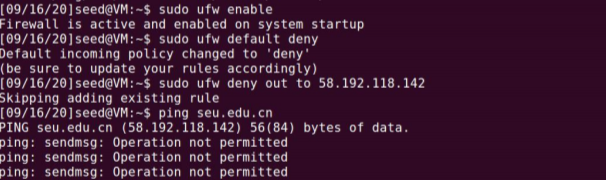 [09/16/20]seed@VM:~$ sudo ufw enable
Firewall is active and enabled on system startup
[09/16/20]seed@VM:~$ sudo ufw default deny
Default incoming policy changed to 'deny'
(be sure to update your rules accordingly)
[09/16/20]seed@VM:~$ sudo ufw deny out to 58.192.118.142
Skipping adding existing rule
[09/16/20]seed@VM:~$ ping seu.edu.cn
PING seu.edu.cn (58.192.118.142) 56(84) bytes of data.
ping: sendmsg: Operation not permitted
ping: sendmsg: Operation not permitted
ping: sendmsg: Operation not permitted